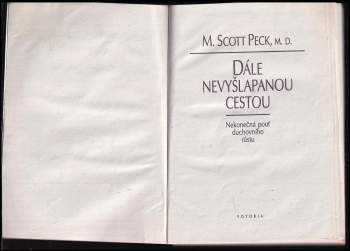 M. SCOTT PECK, M. D.
DÁLE
NEVYŠLAPANOU
CESTOU
Nekonečná pouť
duchovního
růstu
VOTOBIA